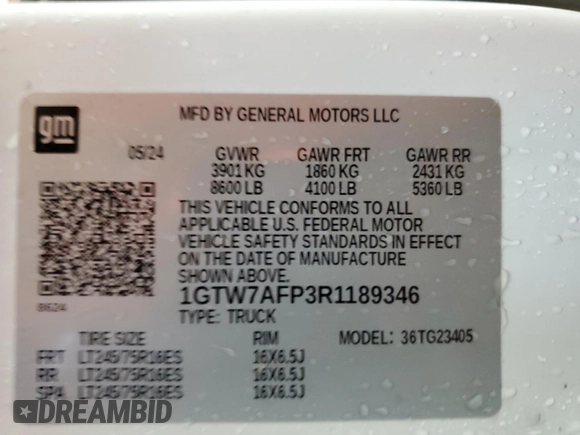 gm
MFD BY GENERAL MOTORS LLC
05/24 GVWR GAWR FRT GAWR RR
3901 KG 1860 KG 2431 KG
8600 LB 4100 LB 5360 LB
THIS VEHICLE CONFORMS TO ALL
APPLICABLE U.S. FEDERAL MOTOR
VEHICLE SAFETY STANDARDS IN EFFECT
ON THE DATE OF MANUFACTURE
SHOWN ABOVE.
8624
1GTW7AFP3R1189346
TYPE: TRUCK
TIRE SIZE RIM MODEL: 36TG23405
FRT LT245/75R16ES 16X6.5J
RR LT245/75R16ES 16X6.5J
SPA LT245/75R16ES 16X6.5J
DREAMBID